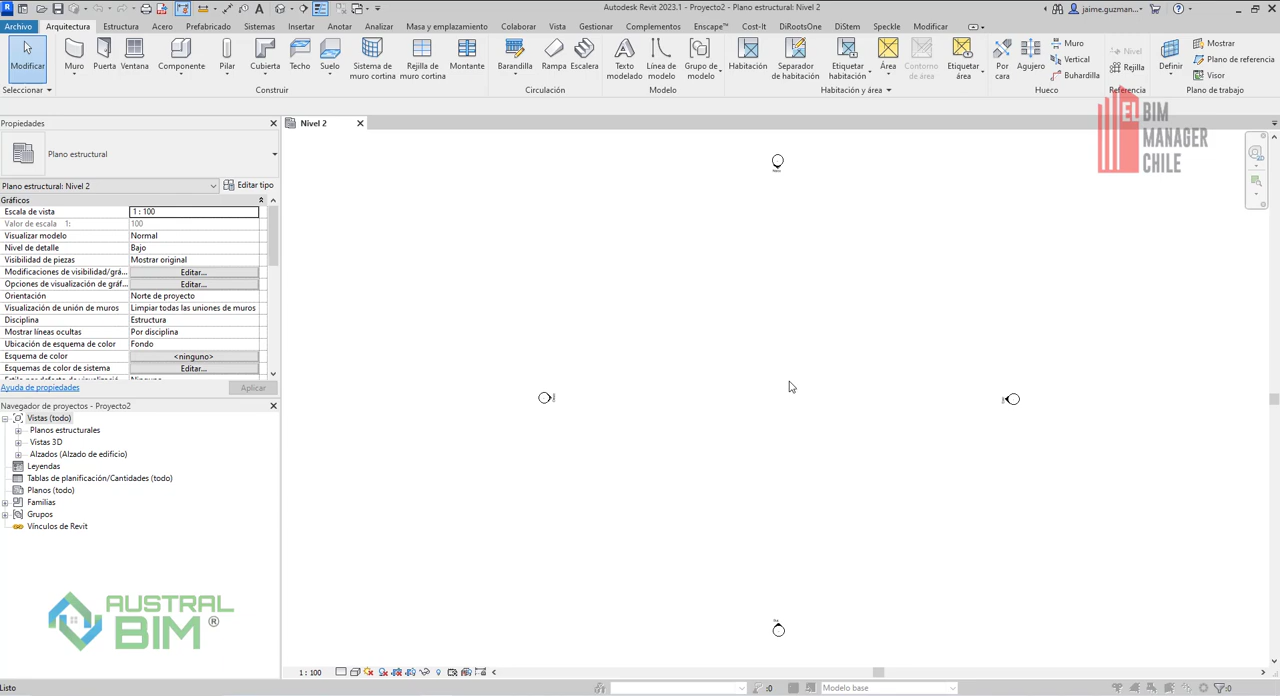 Autodesk Revit 2023.1 - Proyecto2 - Plano estructural: Nivel 2
jaime.guzman...
Archivo Arquitectura Estructura Acero Prefabricado Sistemas Insertar Anotar Analizar Masa y emplazamiento Colaborar Vista Gestionar Complementos Enscape™ Cost-It DiRootsOne DiStem Speckle Modificar
Modificar
Muro
Puerta
Ventana
Componente
Pilar
Cubierta
Techo
Suelo
Sistema de
muro cortina
Rejilla de
muro cortina
Montante
Barandilla
Rampa
Escalera
Texto
modelado
Línea de
modelo
Grupo de
modelo
Habitación
Separador
de habitación
Etiquetar
habitación
Área
Contorno
de área
Etiquetar
área
Por
cara
Agujero
Muro
Vertical
Buhardilla
Nivel
Rejilla
Definir
Mostrar
Plano de referencia
Visor
Seleccionar Construir Circulación Modelo Habitación y área Hueco Referencia Plano de trabajo
EL BIM
MANAGER
CHILE
Propiedades
Nivel 2
Plano estructural
Plano estructural: Nivel 2 Editar tipo
Gráficos
Escala de vista 1 : 100
Valor de escala 1: 100
Visualizar modelo Normal
Nivel de detalle Bajo
Visibilidad de piezas Mostrar original
Modificaciones de visibilidad/grá... Editar...
Opciones de visualización de gráf... Editar...
Orientación Norte de proyecto
Visualización de unión de muros Limpiar todas las uniones de muros
Disciplina Estructura
Mostrar líneas ocultas Por disciplina
Ubicación de esquema de color Fondo
Esquema de color <ninguno>
Esquemas de color de sistema Editar...
Estilo por defecto de visualizació... Ninguno
Ayuda de propiedades Aplicar
Navegador de proyectos - Proyecto2
Vistas (todo)
Planos estructurales
Vistas 3D
Alzados (Alzado de edificio)
Leyendas
Tablas de planificación/Cantidades (todo)
Planos (todo)
Familias
Grupos
Vínculos de Revit
AUSTRAL
BIM ®
1 : 100
Listo
:0
Modelo base
:0